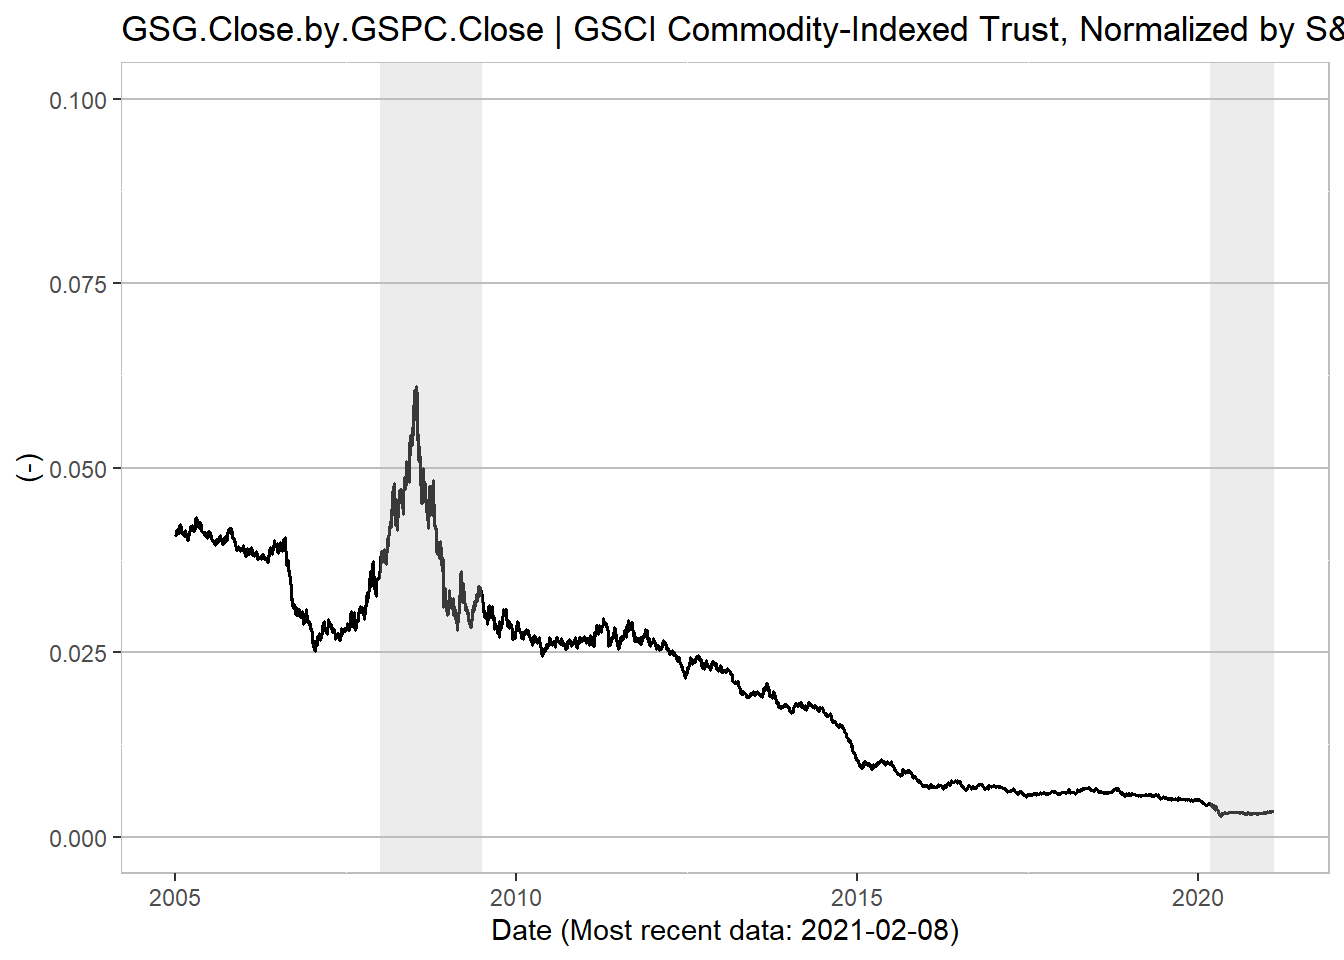 GSG.Close.by.GSPC.Close | GSCI Commodity-Indexed Trust, Normalized by S&
0.100
0.075
0.050
0.025
0.000
(-)
2005 2010 2015 2020
Date (Most recent data: 2021-02-08)